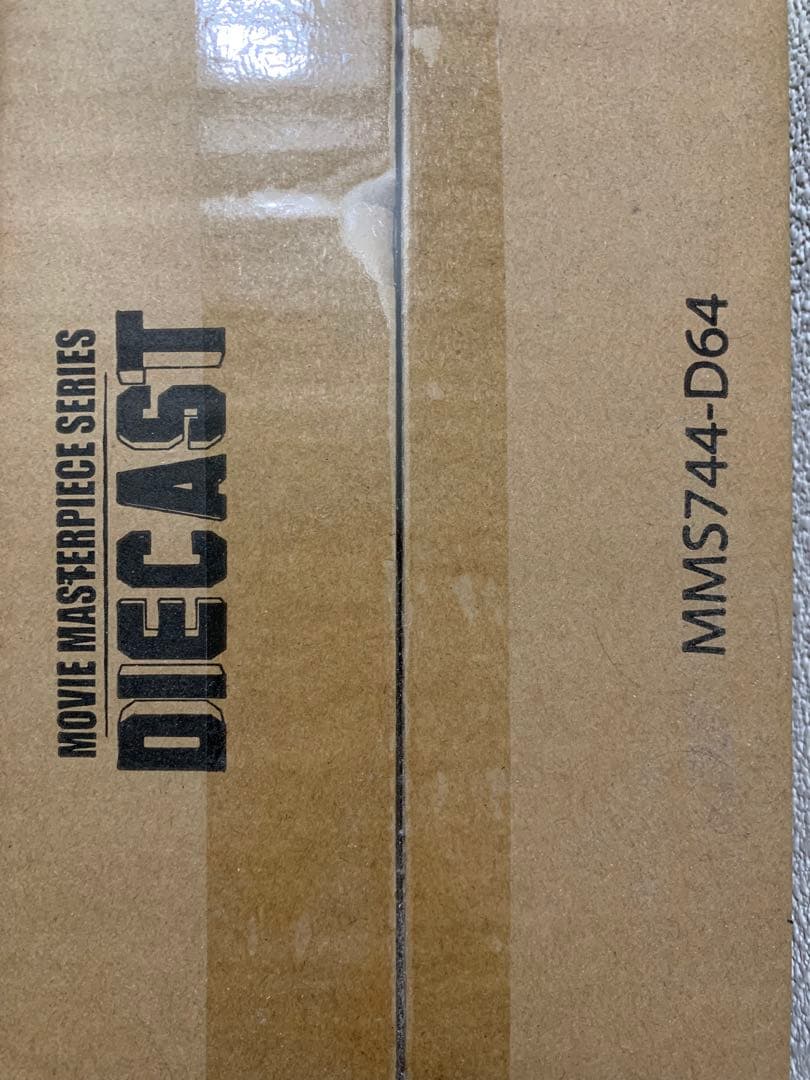 MOVIE MASTERPIECE SERIES
DIECAST
MMS744-D64